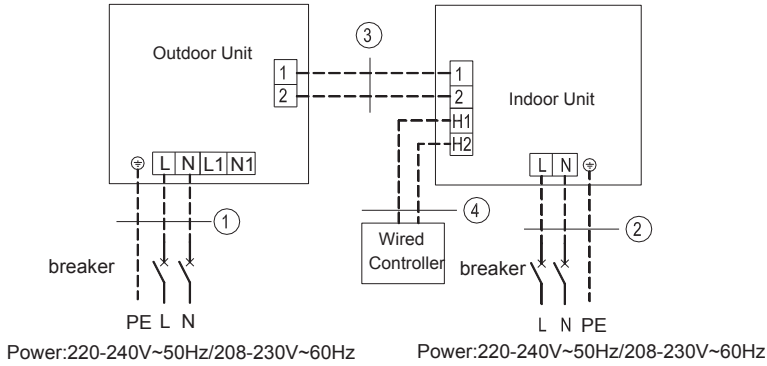 Outdoor Unit
1
2
L N L1 N1
1
breaker
PE L N
Power:220-240V~50Hz/208-230V~60Hz
3
1
2
H1
H2
Indoor Unit
L N
4
Wired
Controller
2
breaker
L N PE
Power:220-240V~50Hz/208-230V~60Hz